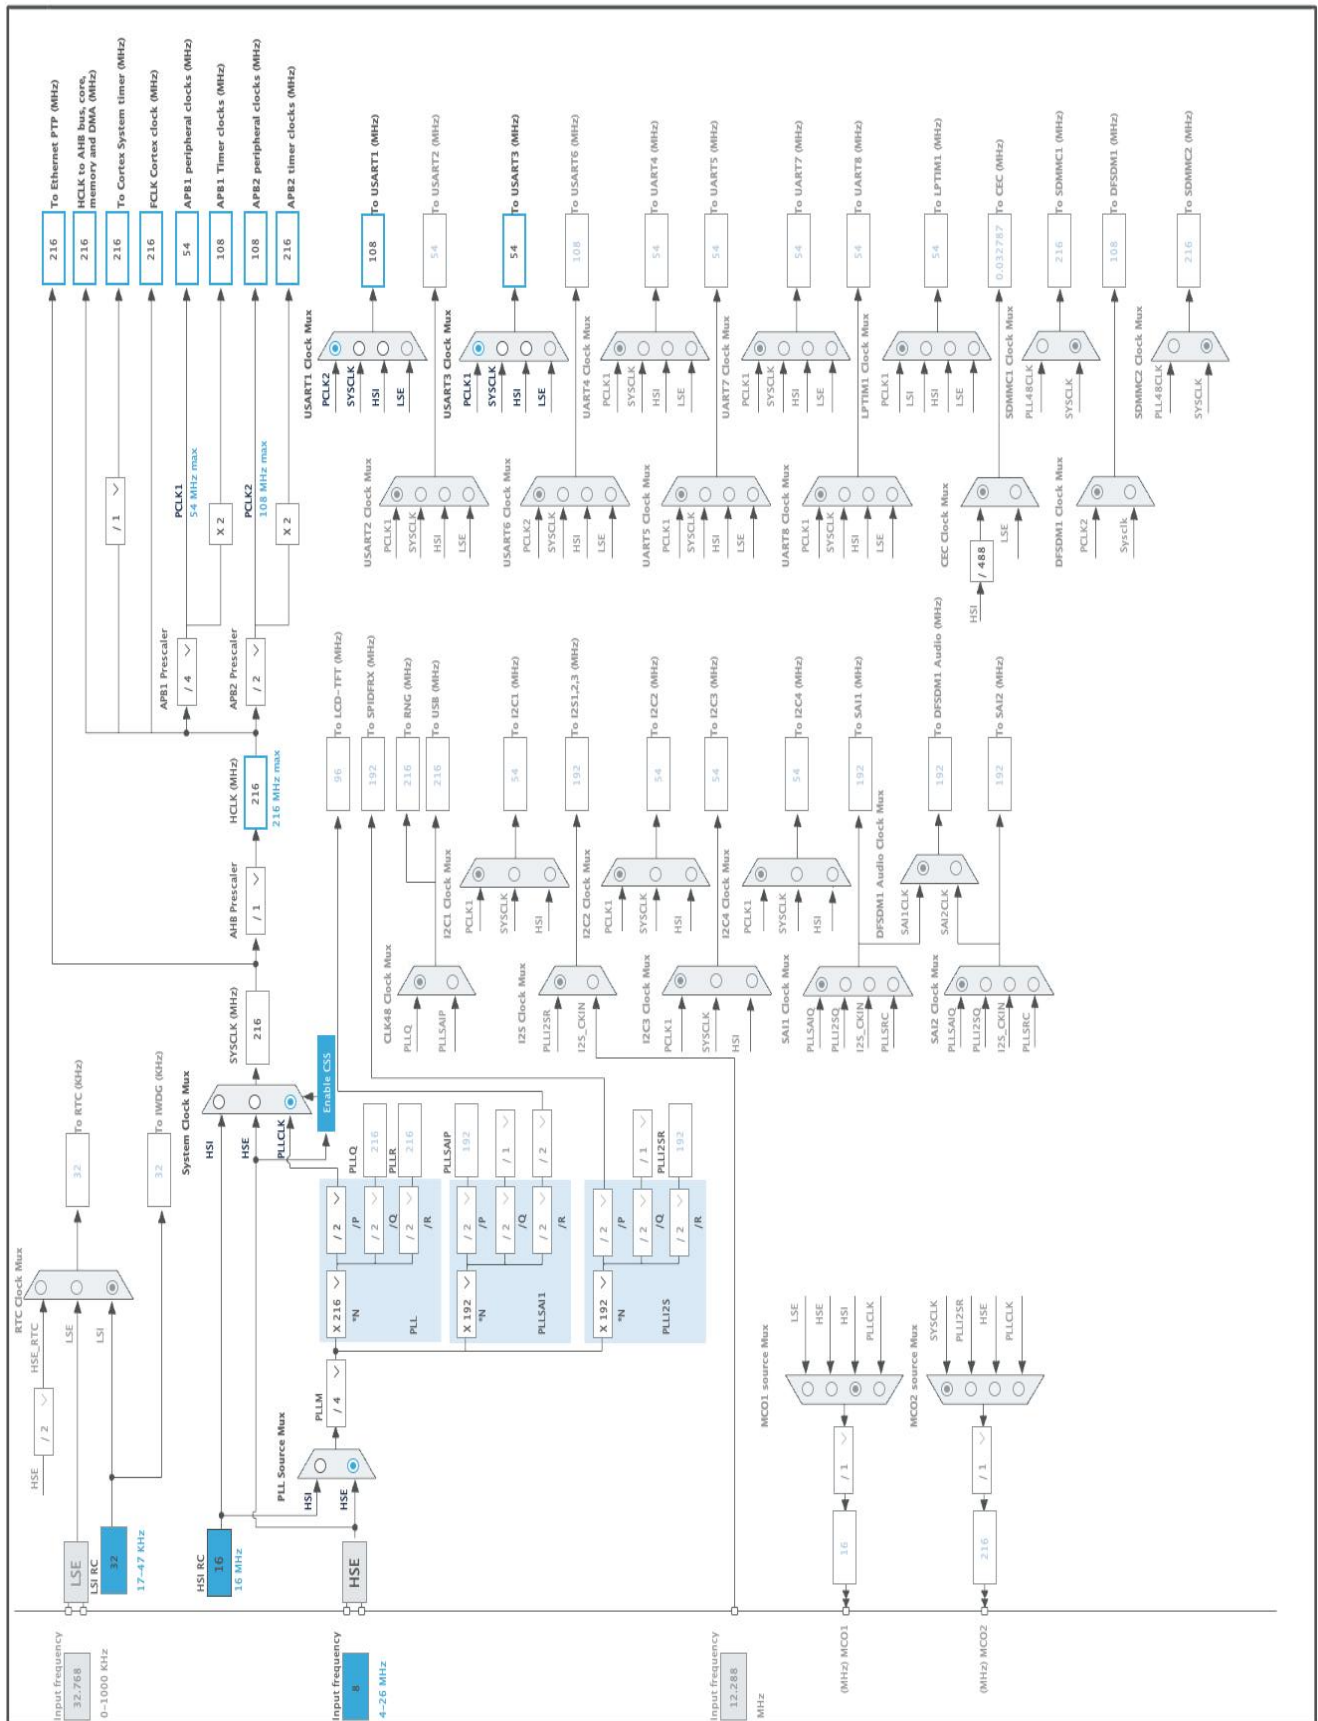 Input frequency
32.768
0-1000 KHz
LSE
LSI RC
32
17-47 KHz
HSE
/ 2
HSE_RTC
LSE
LSI
RTC Clock Mux
32
To RTC (KHz)
32
To IWDG (KHz)
HSI RC
16
16 MHz
Input frequency
8
4-26 MHz
HSE
PLL Source Mux
HSI
HSE
PLLM
/ 4
X 216
*N
PLL
/ 2
/P
/ 2
/Q
/ 2
/R
PLLQ
216
PLLR
216
X 192
*N
PLLSAI1
/ 2
/P
/ 2
/Q
/ 2
/R
PLLSAIP
192
/ 1
/ 2
X 192
*N
PLLI2S
/ 2
/P
/ 2
/Q
/ 2
/R
/ 1
PLLI2SR
192
System Clock Mux
HSI
HSE
PLLCLK
Enable CSS
SYSCLK (MHz)
216
AHB Prescaler
/ 1
HCLK (MHz)
216
216 MHz max
APB1 Prescaler
/ 4
APB2 Prescaler
/ 2
/ 1
PCLK1
54 MHz max
X 2
PCLK2
108 MHz max
X 2
216
To Ethernet PTP (MHz)
216
HCLK to AHB bus, core,
memory and DMA (MHz)
216
To Cortex System timer (MHz)
216
FCLK Cortex clock (MHz)
54
APB1 peripheral clocks (MHz)
108
APB1 Timer clocks (MHz)
108
APB2 peripheral clocks (MHz)
216
APB2 timer clocks (MHz)
96
To LCD-TFT (MHz)
192
To SPIDFRX (MHz)
216
To RNG (MHz)
216
To USB (MHz)
CLK48 Clock Mux
PLLQ
PLLSAIP
I2C1 Clock Mux
PCLK1
SYSCLK
HSI
54
To I2C1 (MHz)
I2S Clock Mux
PLLI2SR
I2S_CKIN
192
To I2S1,2,3 (MHz)
I2C2 Clock Mux
PCLK1
SYSCLK
HSI
54
To I2C2 (MHz)
I2C3 Clock Mux
PCLK1
SYSCLK
HSI
54
To I2C3 (MHz)
I2C4 Clock Mux
PCLK1
SYSCLK
HSI
54
To I2C4 (MHz)
SAI1 Clock Mux
PLLSAIQ
PLLI2SQ
I2S_CKIN
PLLSRC
192
To SAI1 (MHz)
DFSDM1 Audio Clock Mux
SAI1CLK
SAI2CLK
192
To DFSDM1 Audio (MHz)
SAI2 Clock Mux
PLLSAIQ
PLLI2SQ
I2S_CKIN
PLLSRC
192
To SAI2 (MHz)
USART1 Clock Mux
PCLK2
SYSCLK
HSI
LSE
108
To USART1 (MHz)
USART2 Clock Mux
PCLK1
SYSCLK
HSI
LSE
54
To USART2 (MHz)
USART3 Clock Mux
PCLK1
SYSCLK
HSI
LSE
54
To USART3 (MHz)
USART6 Clock Mux
PCLK2
SYSCLK
HSI
LSE
108
To USART6 (MHz)
UART4 Clock Mux
PCLK1
SYSCLK
HSI
LSE
54
To UART4 (MHz)
UART5 Clock Mux
PCLK1
SYSCLK
HSI
LSE
54
To UART5 (MHz)
UART7 Clock Mux
PCLK1
SYSCLK
HSI
LSE
54
To UART7 (MHz)
UART8 Clock Mux
PCLK1
SYSCLK
HSI
LSE
54
To UART8 (MHz)
LPTIM1 Clock Mux
PCLK1
LSI
HSI
LSE
54
To LPTIM1 (MHz)
CEC Clock Mux
HSI
/ 488
LSE
0.032787
To CEC (MHz)
SDMMC1 Clock Mux
PLL48CLK
SYSCLK
216
To SDMMC1 (MHz)
DFSDM1 Clock Mux
PCLK2
Sysclk
108
To DFSDM1 (MHz)
SDMMC2 Clock Mux
PLL48CLK
SYSCLK
216
To SDMMC2 (MHz)
Input frequency
12.288
MHz
(MHz) MCO1
16
/ 1
MCO1 source Mux
LSE
HSE
HSI
PLLCLK
(MHz) MCO2
216
/ 1
MCO2 source Mux
SYSCLK
PLLI2SR
HSE
PLLCLK